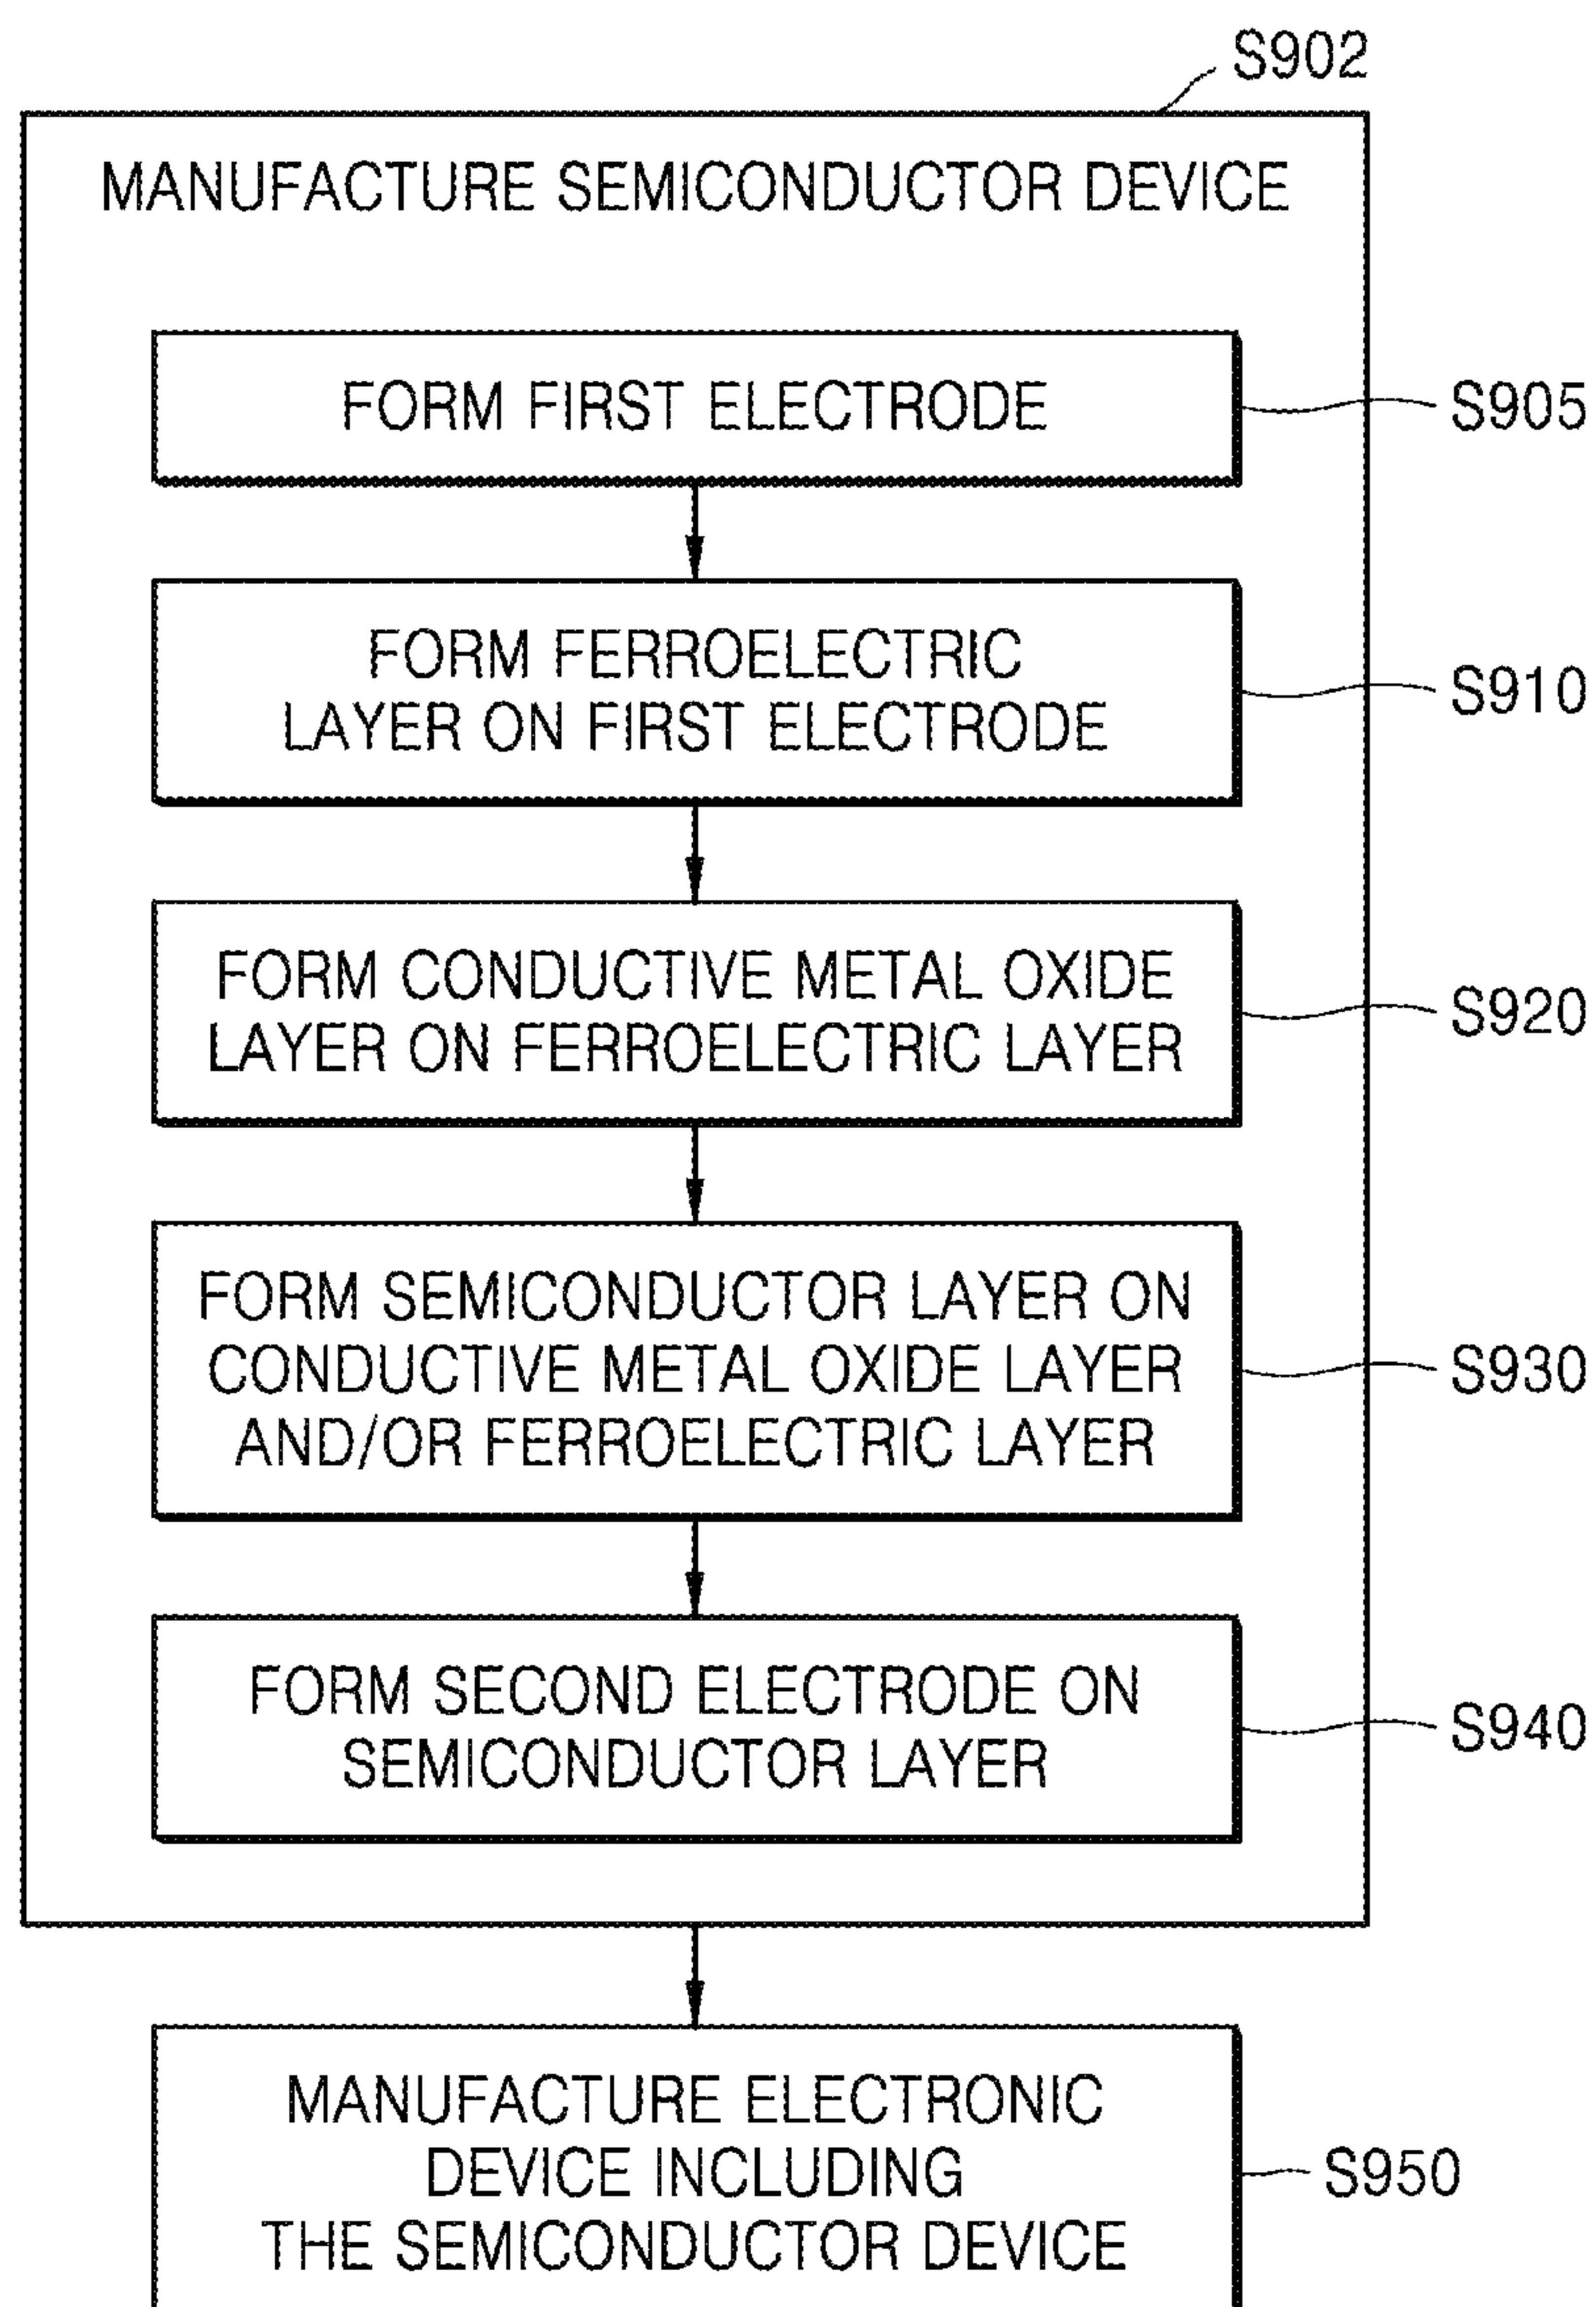 S902
MANUFACTURE SEMICONDUCTOR DEVICE
FORM FIRST ELECTRODE
S905
FORM FERROELECTRIC
LAYER ON FIRST ELECTRODE
S910
FORM CONDUCTIVE METAL OXIDE
LAYER ON FERROELECTRIC LAYER
S920
FORM SEMICONDUCTOR LAYER ON
CONDUCTIVE METAL OXIDE LAYER
AND/OR FERROELECTRIC LAYER
S930
FORM SECOND ELECTRODE ON
SEMICONDUCTOR LAYER
S940
MANUFACTURE ELECTRONIC
DEVICE INCLUDING
THE SEMICONDUCTOR DEVICE
S950